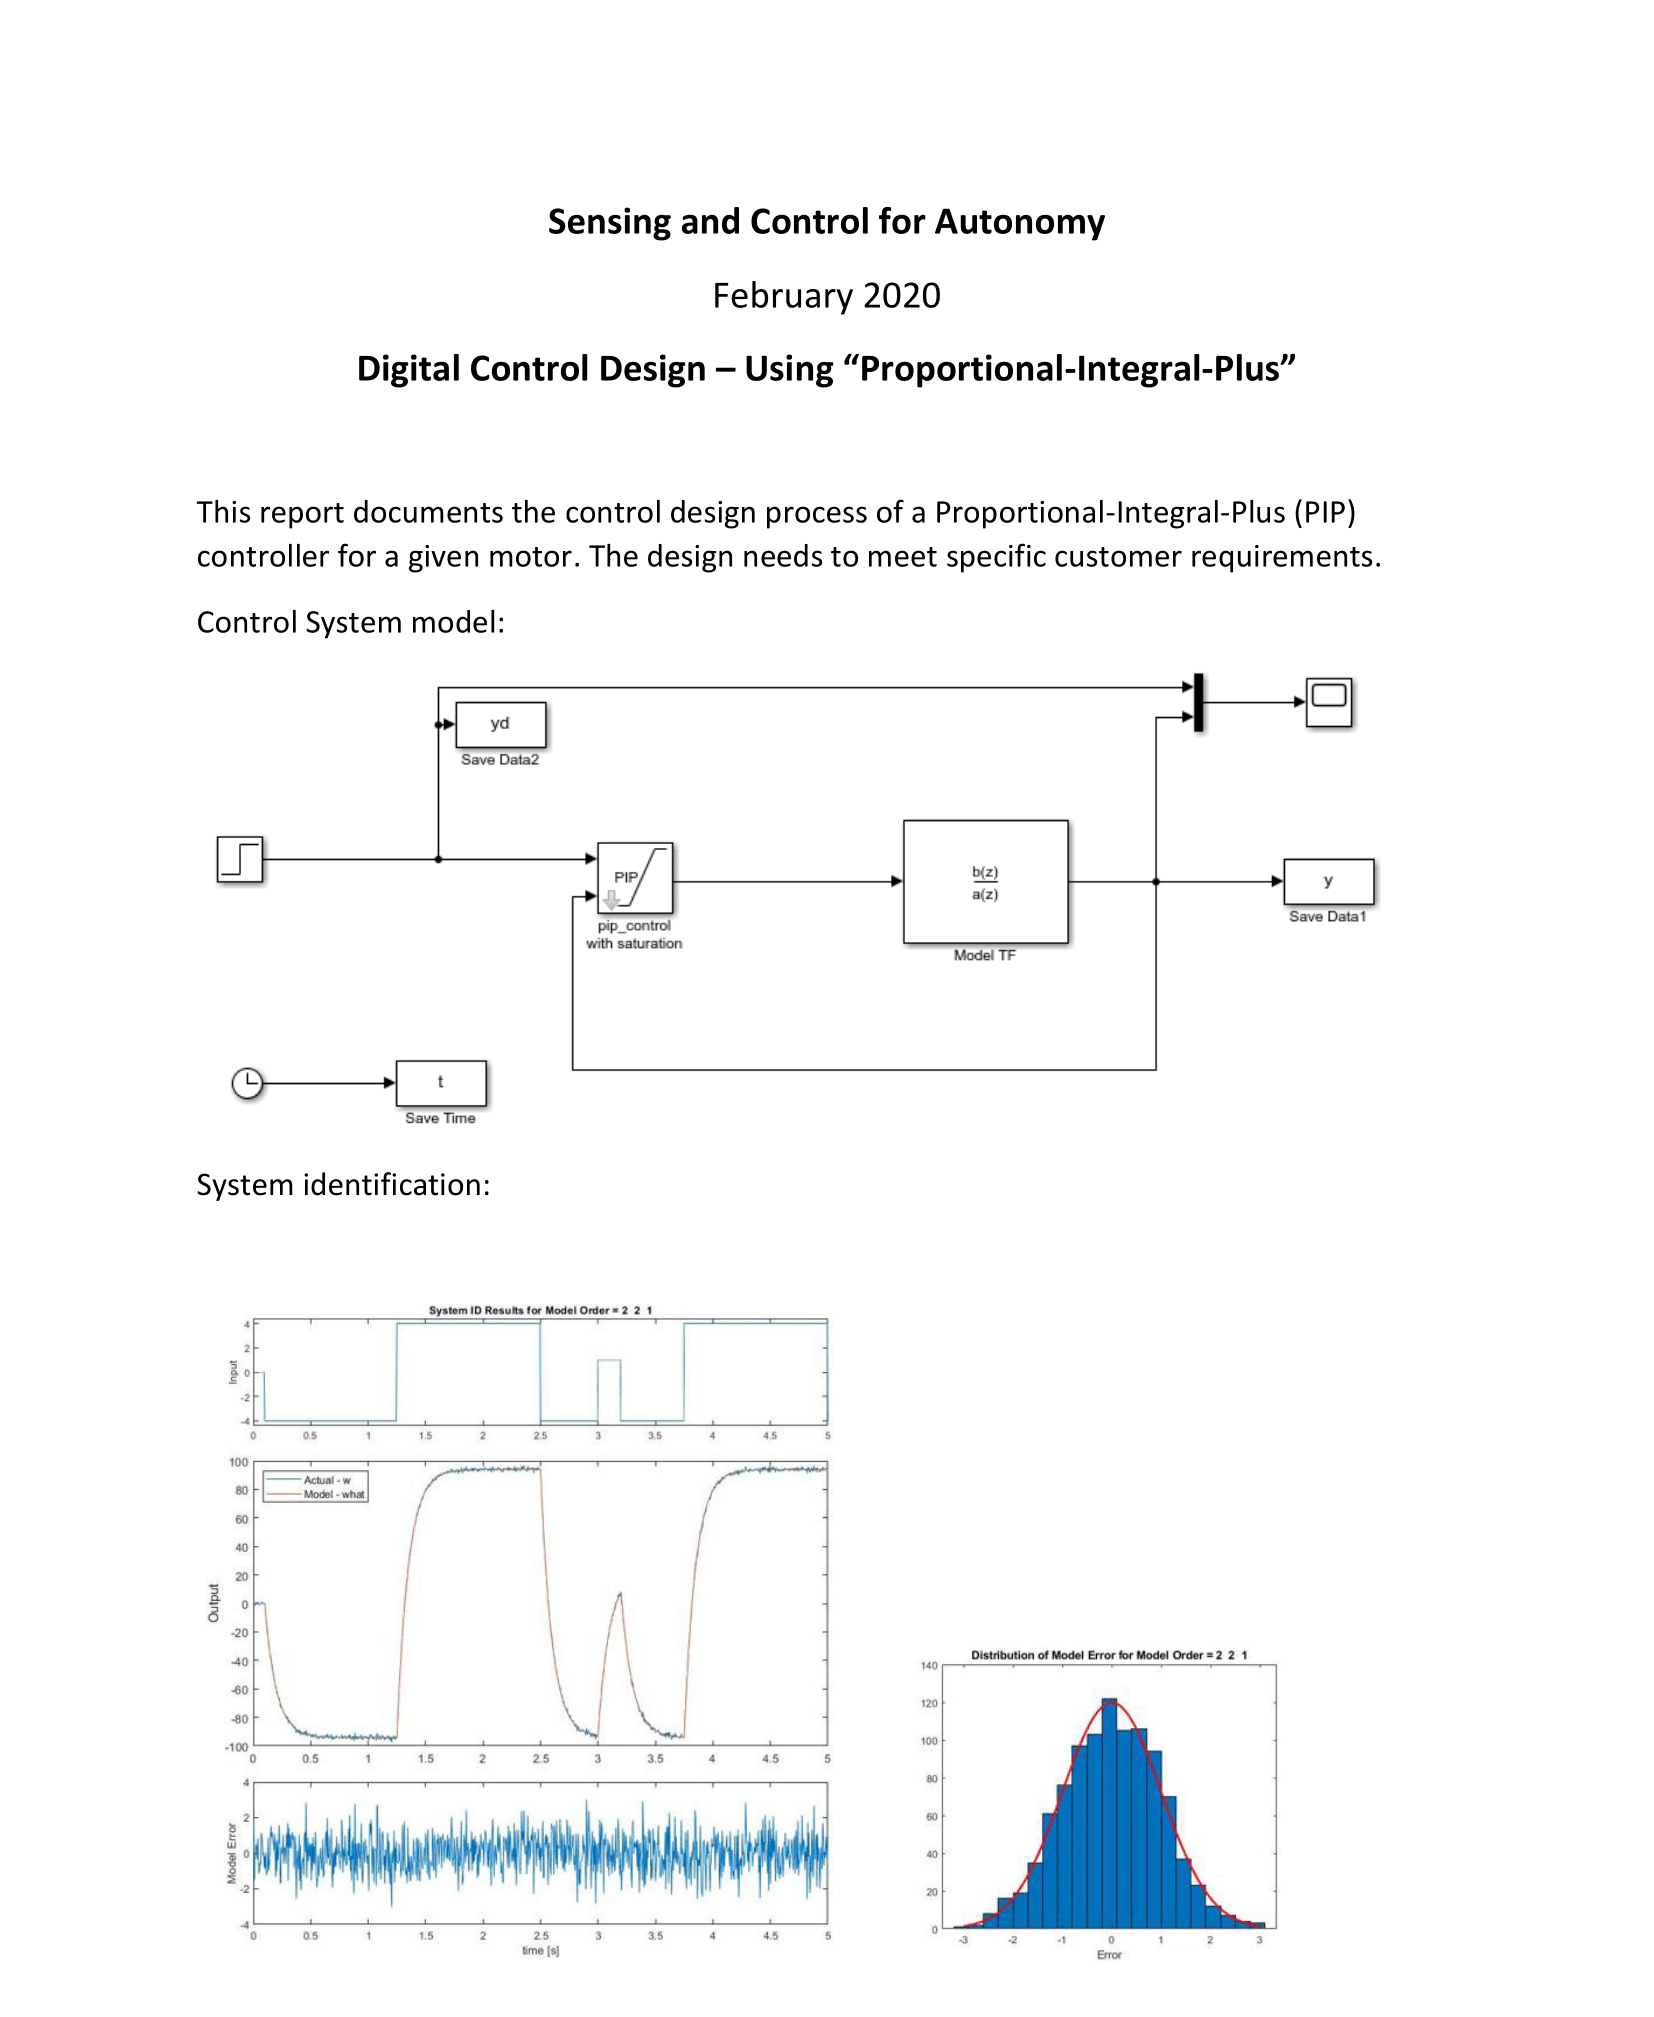 Sensing and Control for Autonomy
February 2020
Digital Control Design – Using “Proportional-Integral-Plus”
This report documents the control design process of a Proportional-Integral-Plus (PIP)
controller for a given motor. The design needs to meet specific customer requirements.
Control System model:
yd
Save Data2
PIP
pip_control
with saturation
b(z)
a(z)
Model TF
y
Save Data1
t
Save Time
System identification:
System ID Results for Model Order = 2 2 1
4
2
0
-2
-4
Input
0 0.5 1 1.5 2 2.5 3 3.5 4 4.5 5
Actual - w
Model - what
100
80
60
40
20
0
-20
-40
-60
-80
-100
Output
0 0.5 1 1.5 2 2.5 3 3.5 4 4.5 5
4
2
0
-2
-4
Model Error
0 0.5 1 1.5 2 2.5 3 3.5 4 4.5 5
time [s]
Distribution of Model Error for Model Order = 2 2 1
140
120
100
80
60
40
20
0
-3 -2 -1 0 1 2 3
Error